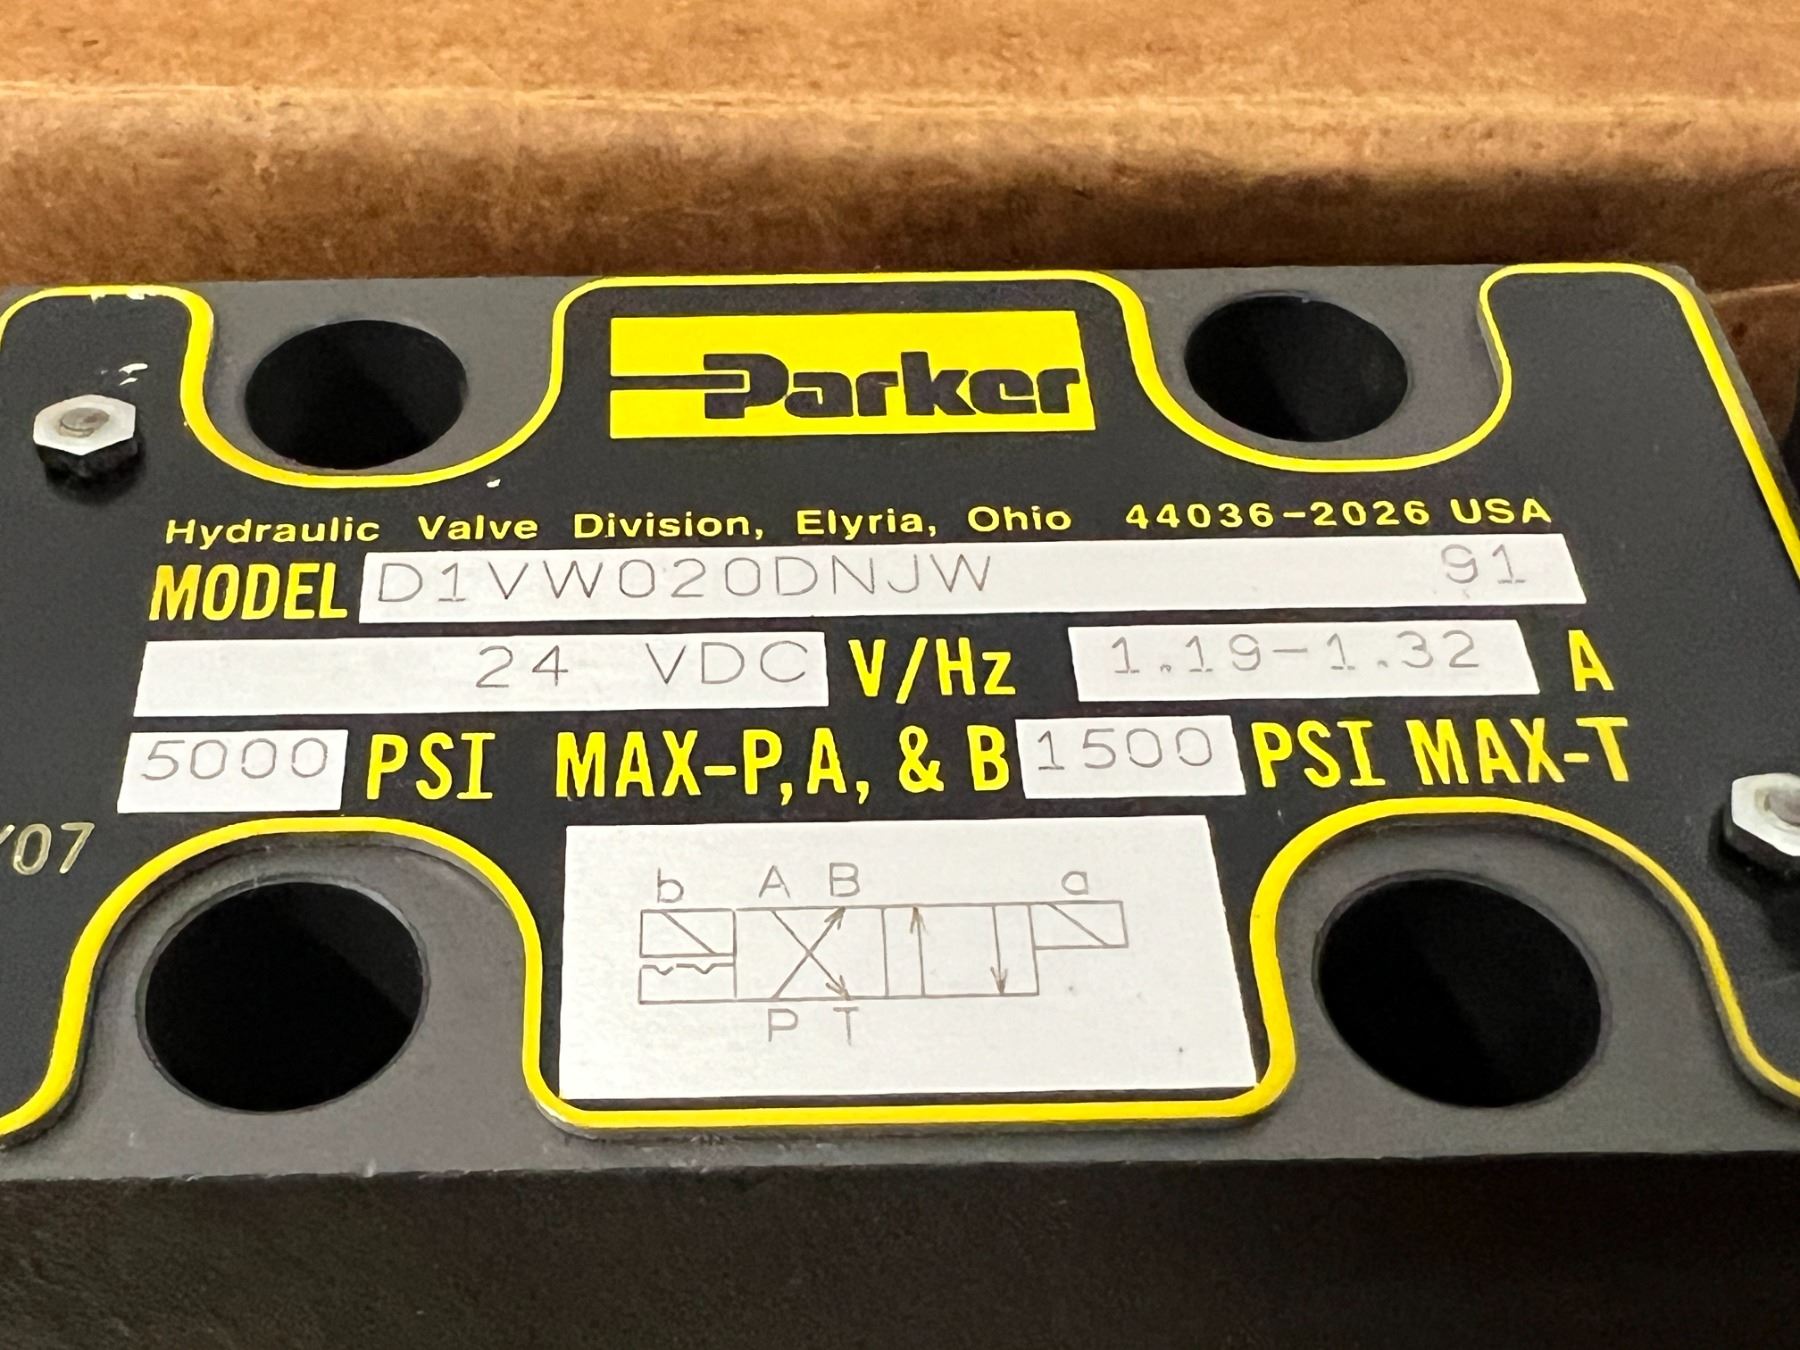 Parker
Hydraulic Valve Division, Elyria, Ohio 44036-2026 USA
MODEL D1VW020DNJW 91
24 VDC V/Hz 1.19-1.32 A
5000 PSI MAX-P,A, & B 1500 PSI MAX-T
/07
b A B a
P T